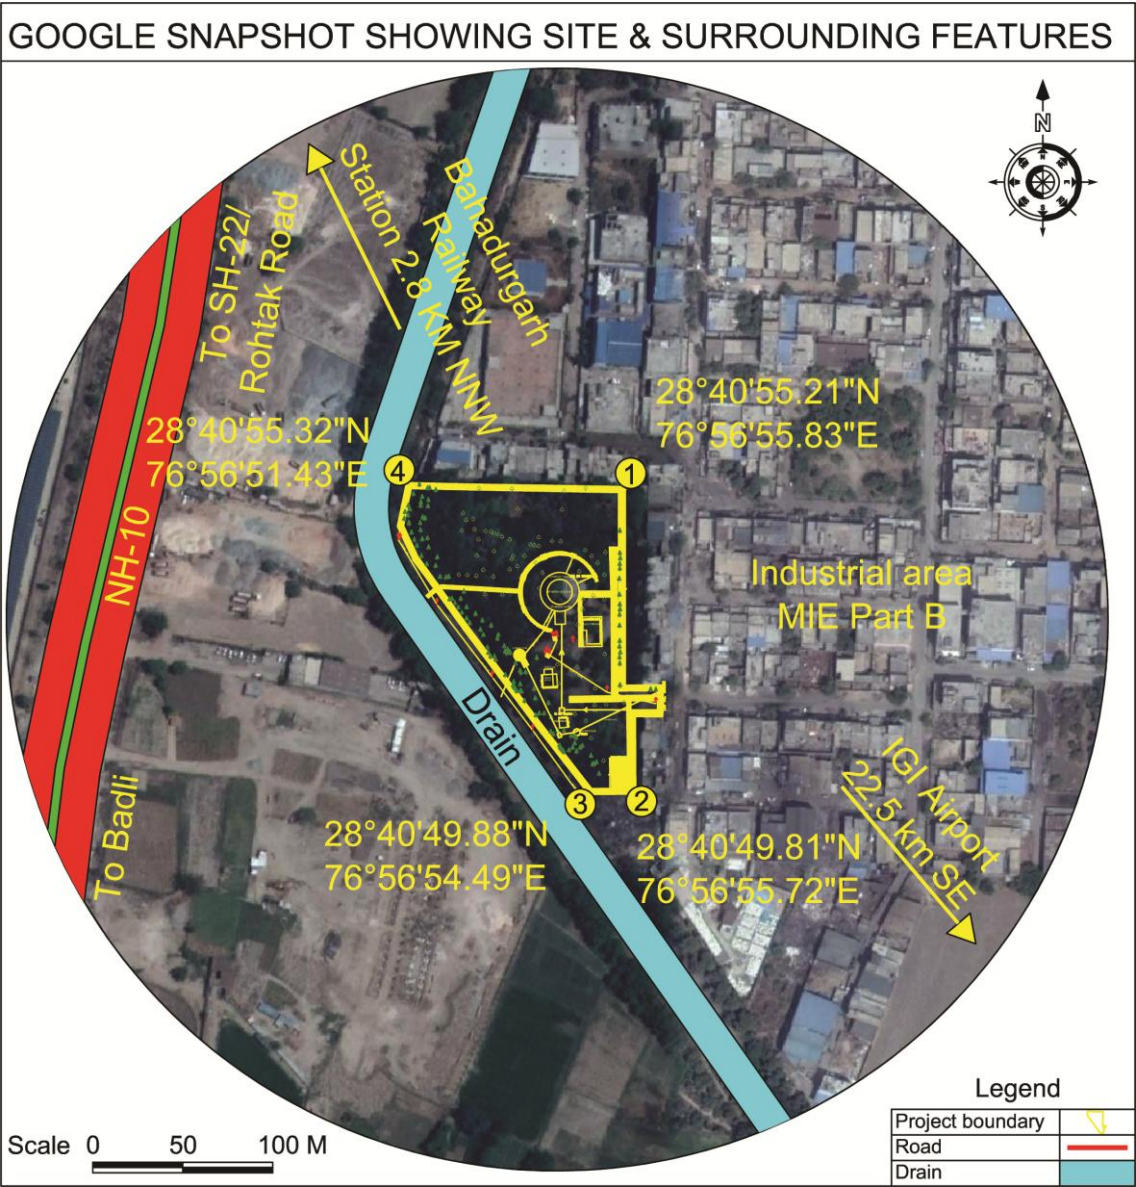 GOOGLE SNAPSHOT SHOWING SITE & SURROUNDING FEATURES
N
Bahadurgarh
Railway
Station 2.8 KM NNW
To SH-22/
Rohtak Road
28°40'55.21"N
76°56'55.83"E
28°40'55.32"N
76°56'51.43"E
4
1
NH-10
Industrial area
MIE Part B
Drain
To Badli
3
2
28°40'49.88"N
76°56'54.49"E
28°40'49.81"N
76°56'55.72"E
IGI Airport
22.5 km SE
Legend
Project boundary
Road
Drain
Scale 0 50 100 M